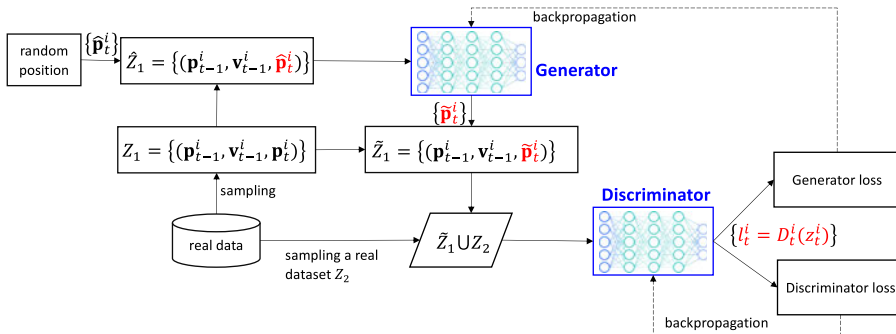 backpropagation
{p̂ᵢₜ}
random
position
Ẑ₁ = {(pⁱₜ₋₁, vⁱₜ₋₁, p̂ⁱₜ)}
Generator
{p̃ⁱₜ}
Z₁ = {(pⁱₜ₋₁, vⁱₜ₋₁, pⁱₜ)}
Z̃₁ = {(pⁱₜ₋₁, vⁱₜ₋₁, p̃ⁱₜ)}
sampling
Discriminator
Generator loss
real data
Z̃₁∪Z₂
{lⁱₜ = Dⁱₜ(zⁱₜ)}
sampling a real
dataset Z₂
Discriminator loss
backpropagation